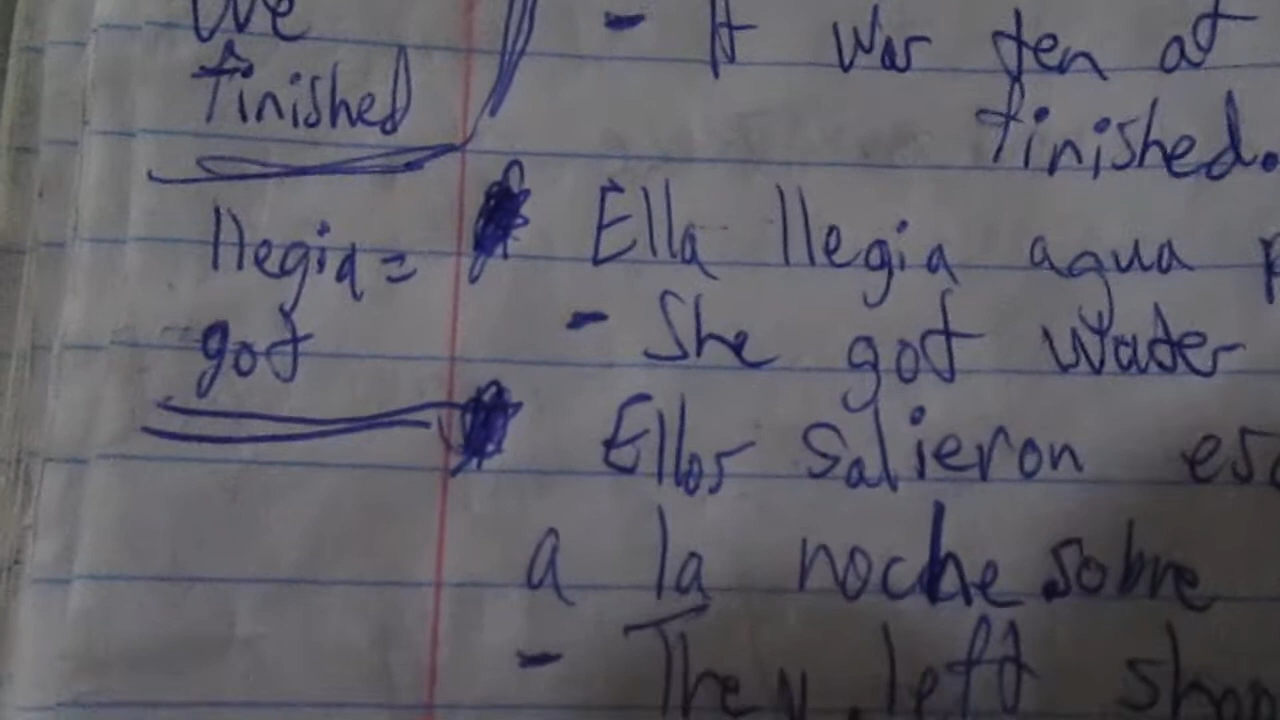 we
finished
- It was ten at
finished.
llegia =
got
Ella llegia agua
- She got water
Ellos salieron
a la noche sobre
- They left